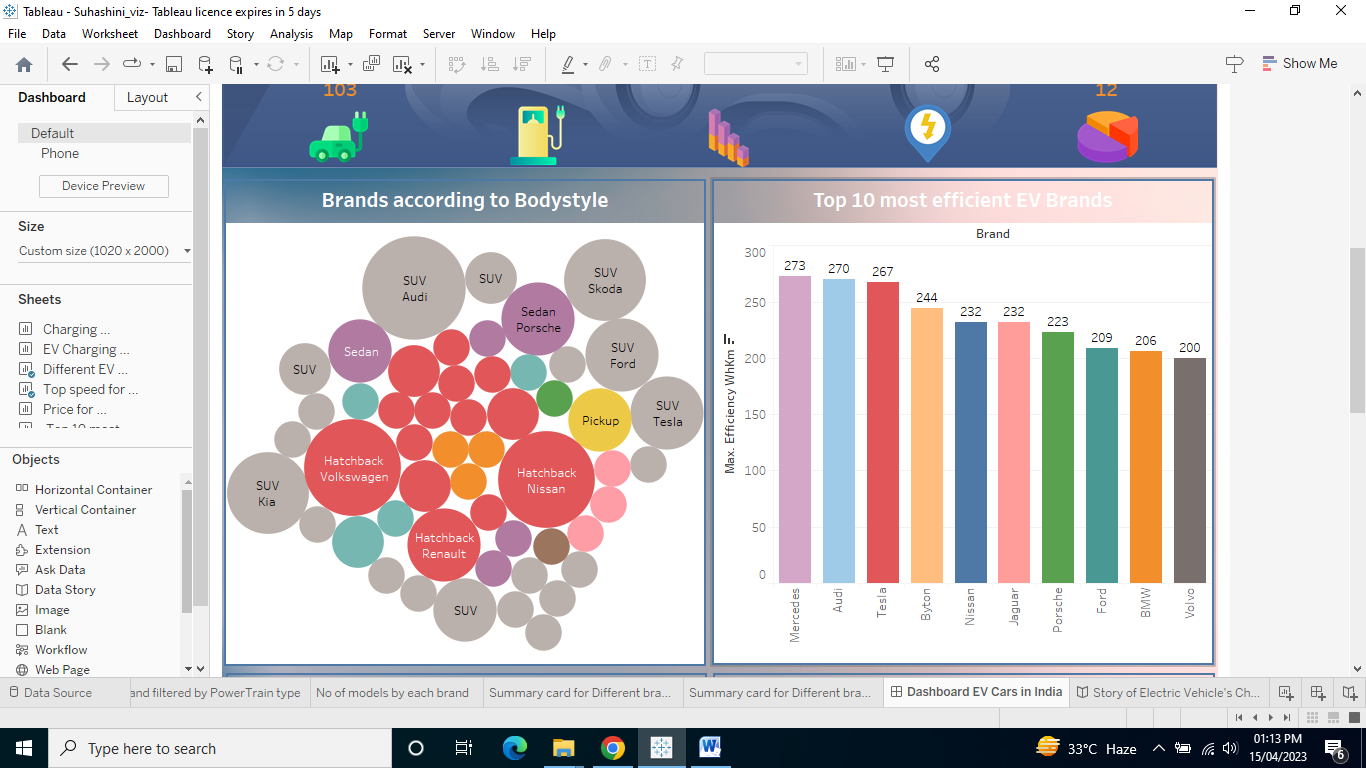 Tableau - Suhashini_viz- Tableau licence expires in 5 days
File Data Worksheet Dashboard Story Analysis Map Format Server Window Help
Show Me
Dashboard Layout
Default
Phone
Device Preview
Size
Custom size (1020 x 2000)
Sheets
Charging ...
EV Charging ...
Different EV ...
Top speed for ...
Price for ...
Top 10 most
Objects
Horizontal Container
Vertical Container
Text
Extension
Ask Data
Data Story
Image
Blank
Workflow
Web Page
103
12
Brands according to Bodystyle
SUV
Audi
SUV
SUV
Skoda
Sedan
Porsche
Sedan
SUV
Ford
SUV
SUV
Tesla
Pickup
Hatchback
Volkswagen
Hatchback
Nissan
SUV
Kia
Hatchback
Renault
SUV
Top 10 most efficient EV Brands
Brand
Max. Efficiency WhKm
300
250
200
150
100
50
0
273
270
267
244
232
232
223
209
206
200
Mercedes
Audi
Tesla
Byton
Nissan
Jaguar
Porsche
Ford
BMW
Volvo
Data Source
and filtered by PowerTrain type
No of models by each brand
Summary card for Different bra...
Summary card for Different bra...
Dashboard EV Cars in India
Story of Electric Vehicle's Ch...
Type here to search
33°C Haze
01:13 PM
15/04/2023
6